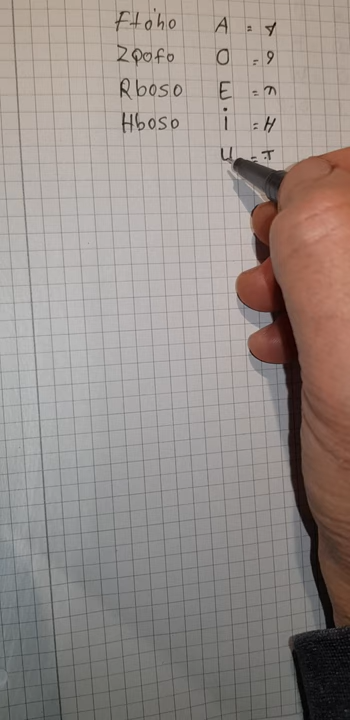 Ftoho A =
Zpofo O = 9
Rboso E = n
Hboso i = H
U = J